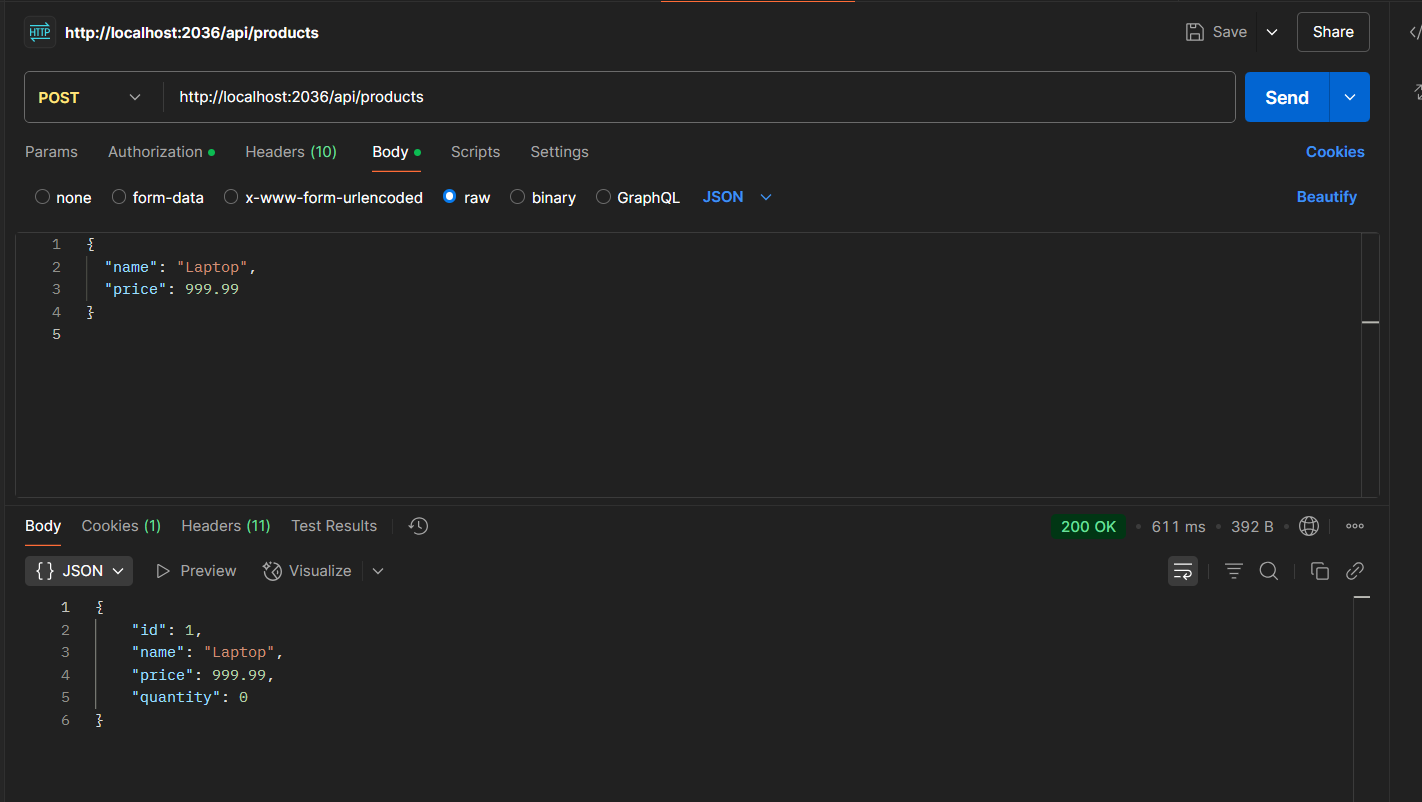 HTTP http://localhost:2036/api/products Save Share
POST http://localhost:2036/api/products Send
Params Authorization Headers (10) Body Scripts Settings Cookies
none form-data x-www-form-urlencoded raw binary GraphQL JSON Beautify
1 {
2 "name": "Laptop",
3 "price": 999.99
4 }
5
Body Cookies (1) Headers (11) Test Results 200 OK • 611 ms • 392 B
{} JSON Preview Visualize
1 {
2 "id": 1,
3 "name": "Laptop",
4 "price": 999.99,
5 "quantity": 0
6 }